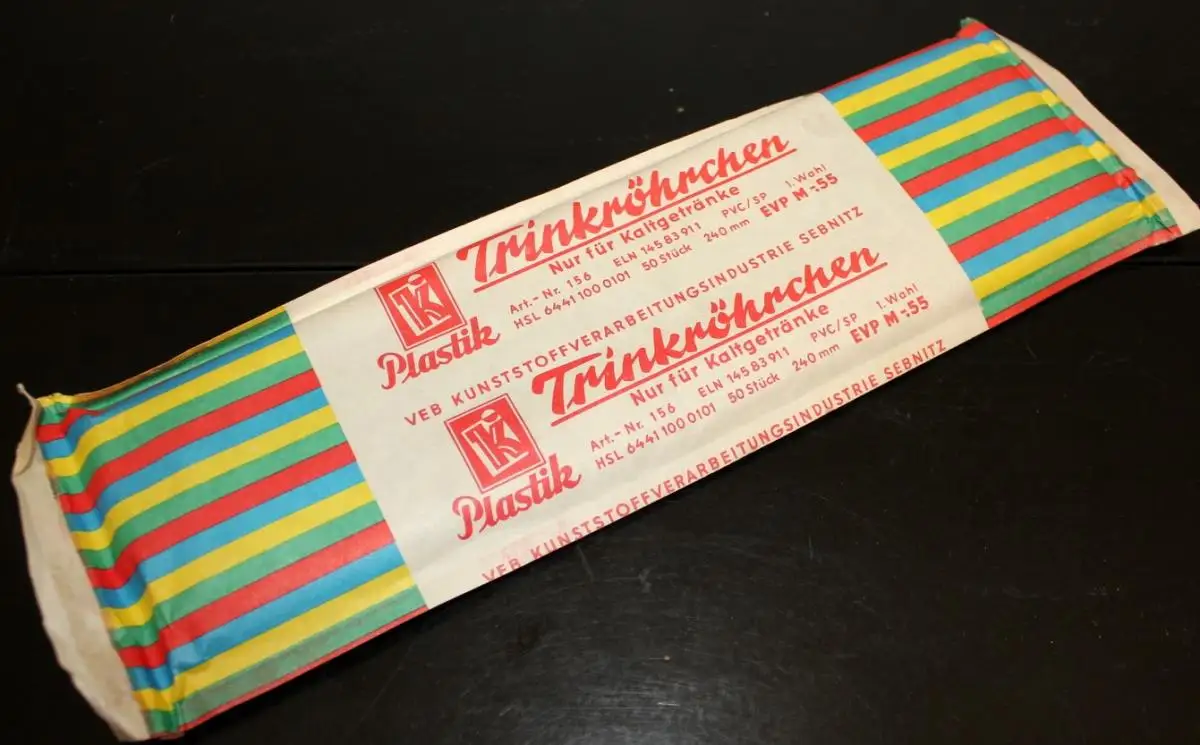 Trinkröhrchen
Nur für Kaltgetränke
Art.- Nr. 156 ELN 145 83 911 PVC/SP 1. Wahl
HSL 6441 100 0101 50 Stück 240 mm EVP M -.55
Ki
Plastik
VEB KUNSTSTOFFVERARBEITUNGSINDUSTRIE SEBNITZ
Trinkröhrchen
Nur für Kaltgetränke
Art.- Nr. 156 ELN 145 83 911 PVC/SP 1. Wahl
HSL 6441 100 0101 50 Stück 240 mm EVP M -.55
Ki
Plastik
VEB KUNSTSTOFFVERARBEITUNGSINDUSTRIE SEBNITZ